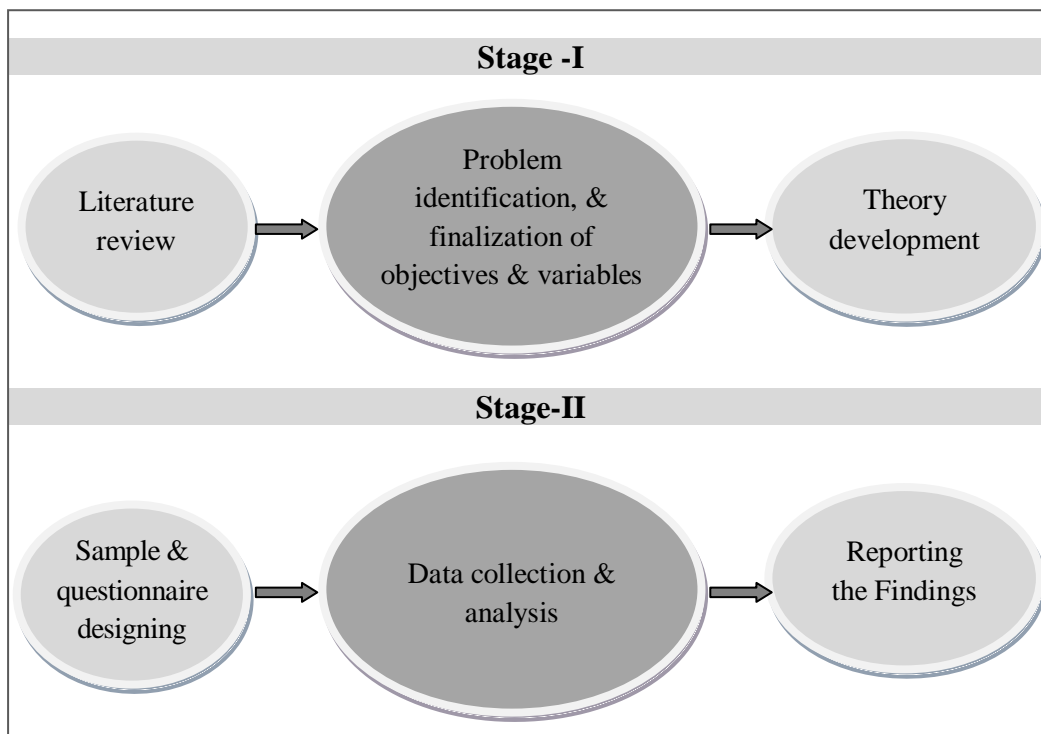 Stage -I
Literature
review
Problem
identification, &
finalization of
objectives & variables
Theory
development
Stage-II
Sample &
questionnaire
designing
Data collection &
analysis
Reporting
the Findings